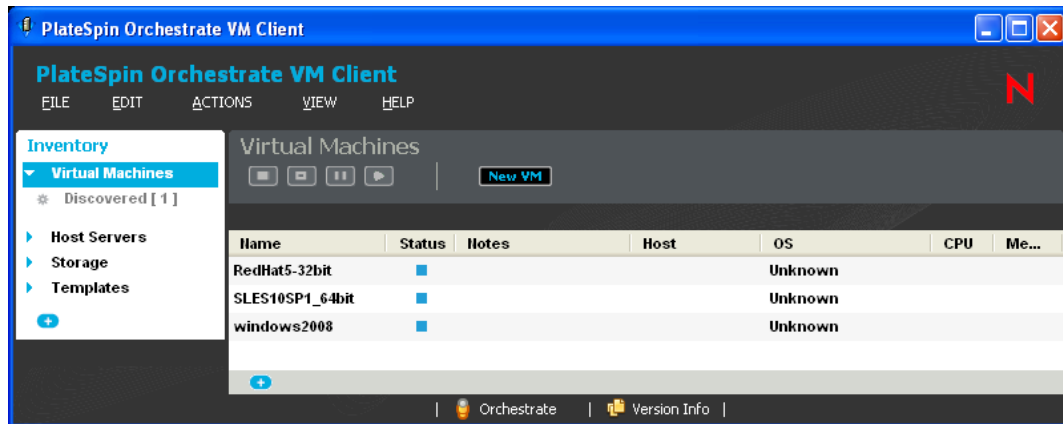 PlateSpin Orchestrate VM Client
PlateSpin Orchestrate VM Client
FILE EDIT ACTIONS VIEW HELP
N
Inventory
Virtual Machines
Discovered [ 1 ]
Host Servers
Storage
Templates
Virtual Machines
New VM
Name Status Notes Host OS CPU Me...
RedHat5-32bit Unknown
SLES10SP1_64bit Unknown
windows2008 Unknown
| Orchestrate | Version Info |